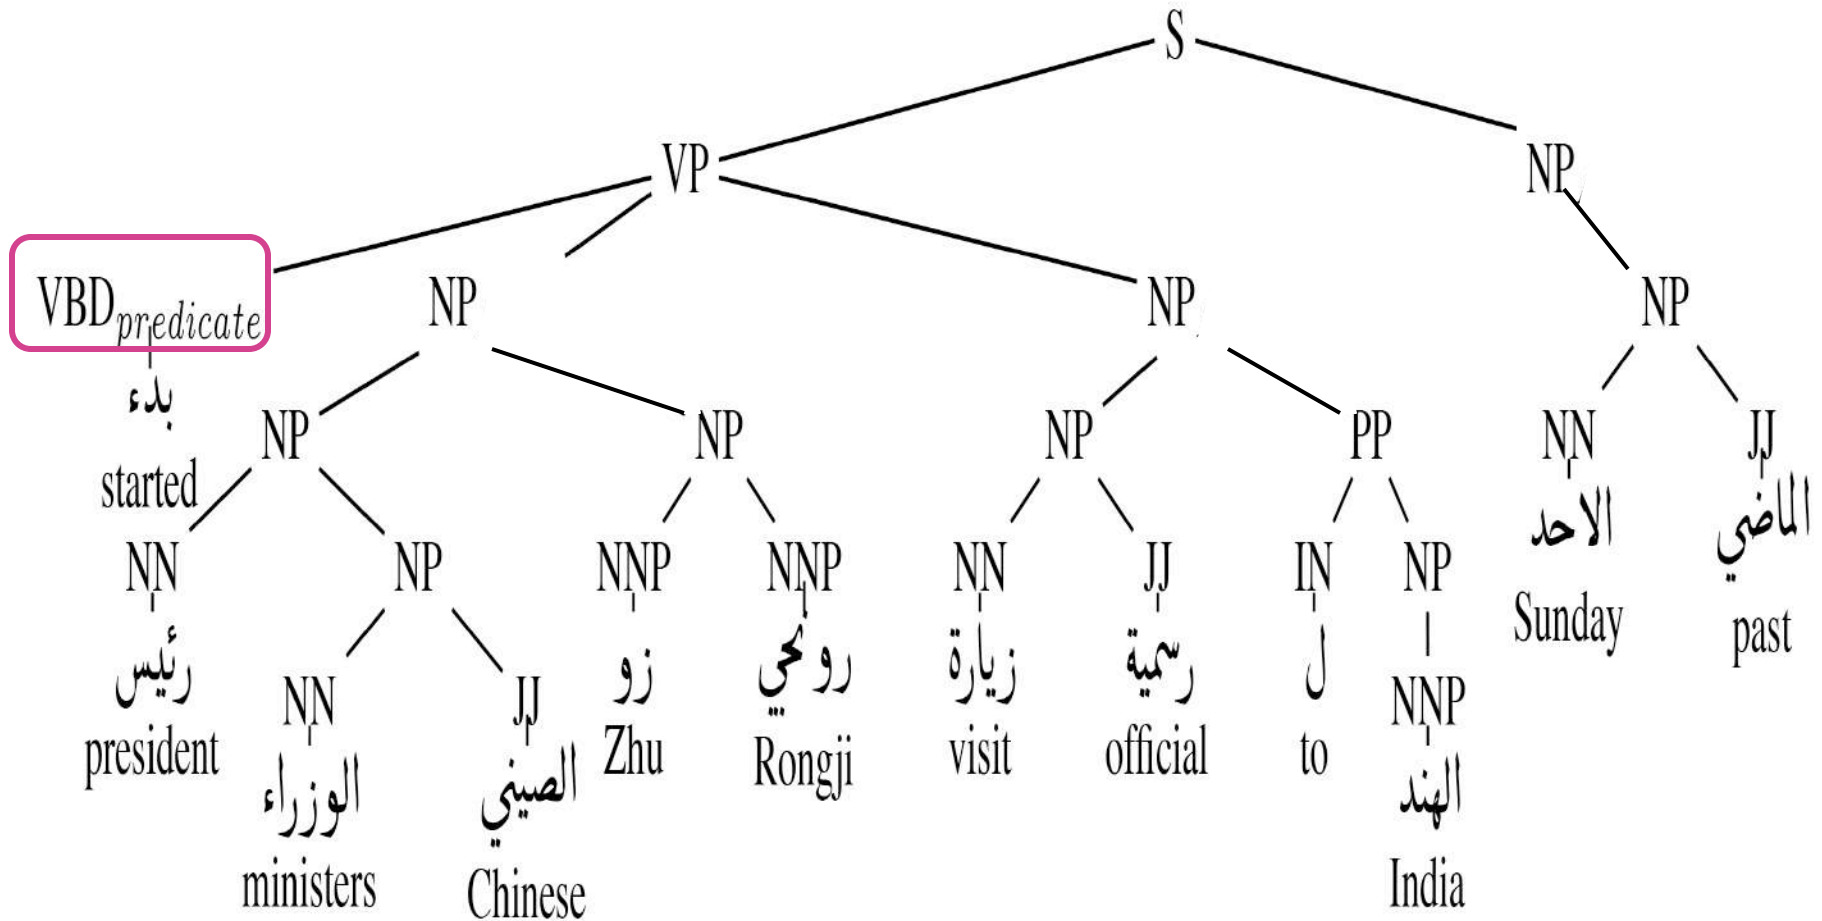 S
VP NP
VBDpredicate NP NP NP
بدء NP NP NP PP NN JJ
started الاحد الماضي
NN NP NNP NNP NN JJ IN NP Sunday past
رئيس زو رونجي زيارة رسمية ل
NN JJ NNP
president Zhu Rongji visit official to
الوزراء الصيني الهند
ministers Chinese India